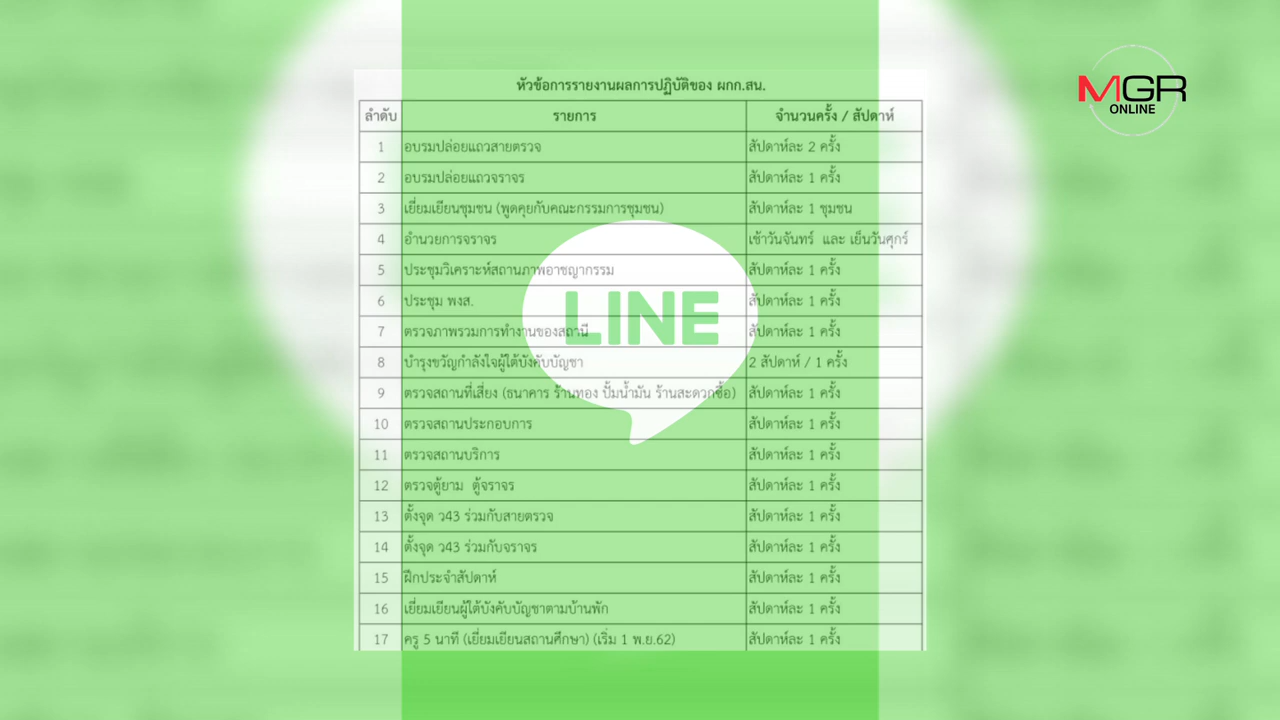 MGR
ONLINE
หัวข้อการรายงานผลการปฏิบัติของ ผกก.สน.
ลำดับ รายการ จำนวนครั้ง / สัปดาห์
1 อบรมปล่อยแถวสายตรวจ สัปดาห์ละ 2 ครั้ง
2 อบรมปล่อยแถวจราจร สัปดาห์ละ 1 ครั้ง
3 เยี่ยมเยียนชุมชน (พูดคุยกับคณะกรรมการชุมชน) สัปดาห์ละ 1 ชุมชน
4 อำนวยการจราจร เช้าวันจันทร์ และ เย็นวันศุกร์
5 ประชุมวิเคราะห์สถานภาพอาชญากรรม สัปดาห์ละ 1 ครั้ง
6 ประชุม พงส. สัปดาห์ละ 1 ครั้ง
LINE
7 ตรวจภาพรวมการทำงานของสถานี สัปดาห์ละ 1 ครั้ง
8 บำรุงขวัญกำลังใจผู้ใต้บังคับบัญชา 2 สัปดาห์ / 1 ครั้ง
9 ตรวจสถานที่เสี่ยง (ธนาคาร ร้านทอง ปั้มน้ำมัน ร้านสะดวกซื้อ) สัปดาห์ละ 1 ครั้ง
10 ตรวจสถานประกอบการ สัปดาห์ละ 1 ครั้ง
11 ตรวจสถานบริการ สัปดาห์ละ 1 ครั้ง
12 ตรวจตู้ยาม ตู้จราจร สัปดาห์ละ 1 ครั้ง
13 ตั้งจุด ว43 ร่วมกับสายตรวจ สัปดาห์ละ 1 ครั้ง
14 ตั้งจุด ว43 ร่วมกับจราจร สัปดาห์ละ 1 ครั้ง
15 ฝึกประจำสัปดาห์ สัปดาห์ละ 1 ครั้ง
16 เยี่ยมเยียนผู้ใต้บังคับบัญชาตามบ้านพัก สัปดาห์ละ 1 ครั้ง
17 ครู 5 นาที (เยี่ยมเยียนสถานศึกษา) (เริ่ม 1 พ.ย.62) สัปดาห์ละ 1 ครั้ง